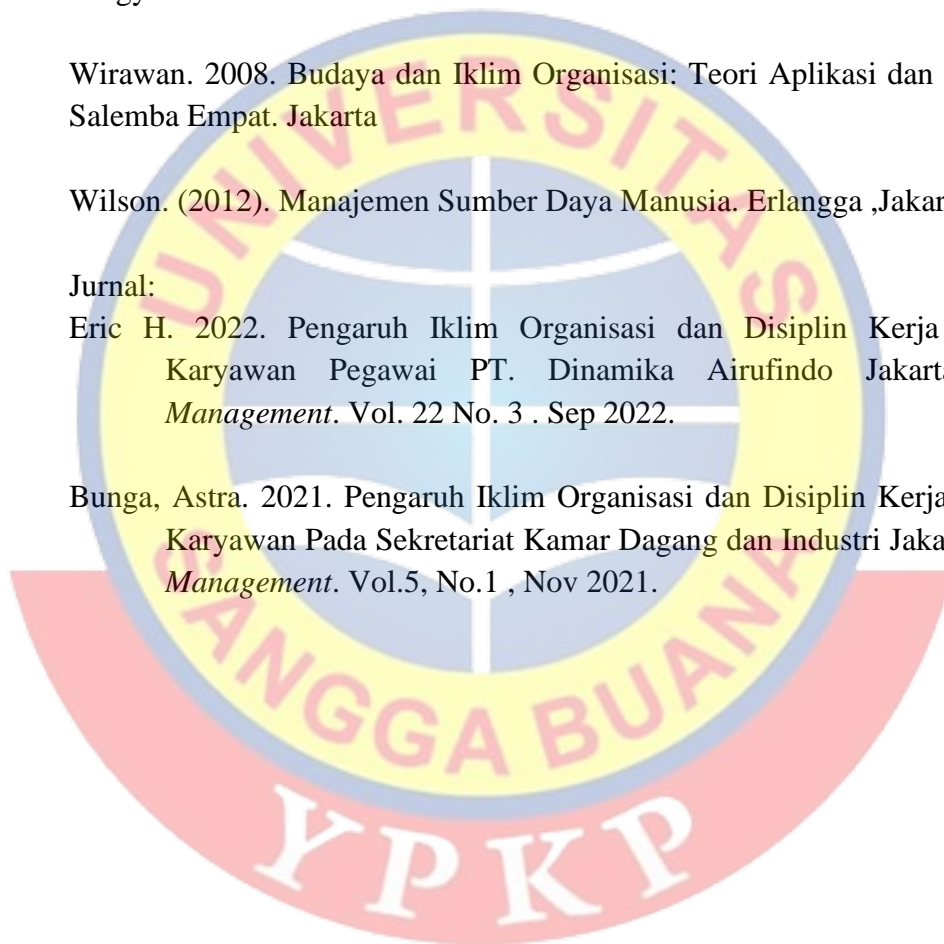 Wirawan. 2008. Budaya dan Iklim Organisasi: Teori Aplikasi dan
Salemba Empat. Jakarta
Wilson. (2012). Manajemen Sumber Daya Manusia. Erlangga ,Jakar
Jurnal:
Eric H. 2022. Pengaruh Iklim Organisasi dan Disiplin Kerja
Karyawan Pegawai PT. Dinamika Airufindo Jakarta
Management. Vol. 22 No. 3 . Sep 2022.
Bunga, Astra. 2021. Pengaruh Iklim Organisasi dan Disiplin Kerja
Karyawan Pada Sekretariat Kamar Dagang dan Industri Jaka
Management. Vol.5, No.1 , Nov 2021.
UNIVERSITAS
SANGGA BUANA
YPKP